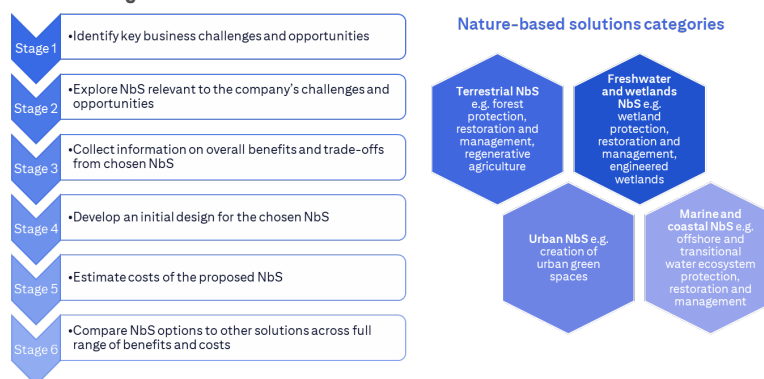 Stage 1
•Identify key business challenges and opportunities
Stage 2
•Explore NbS relevant to the company's challenges and
opportunities
Stage 3
•Collect information on overall benefits and trade-offs
from chosen NbS
Stage 4
•Develop an initial design for the chosen NbS
Stage 5
•Estimate costs of the proposed NbS
Stage 6
•Compare NbS options to other solutions across full
range of benefits and costs
Nature-based solutions categories
Terrestrial NbS
e.g. forest
protection,
restoration and
management,
regenerative
agriculture
Freshwater
and wetlands
NbS e.g.
wetland
protection,
restoration and
management,
engineered
wetlands
Urban NbS e.g.
creation of
urban green
spaces
Marine and
coastal NbS e.g.
offshore and
transitional
water ecosystem
protection,
restoration and
management